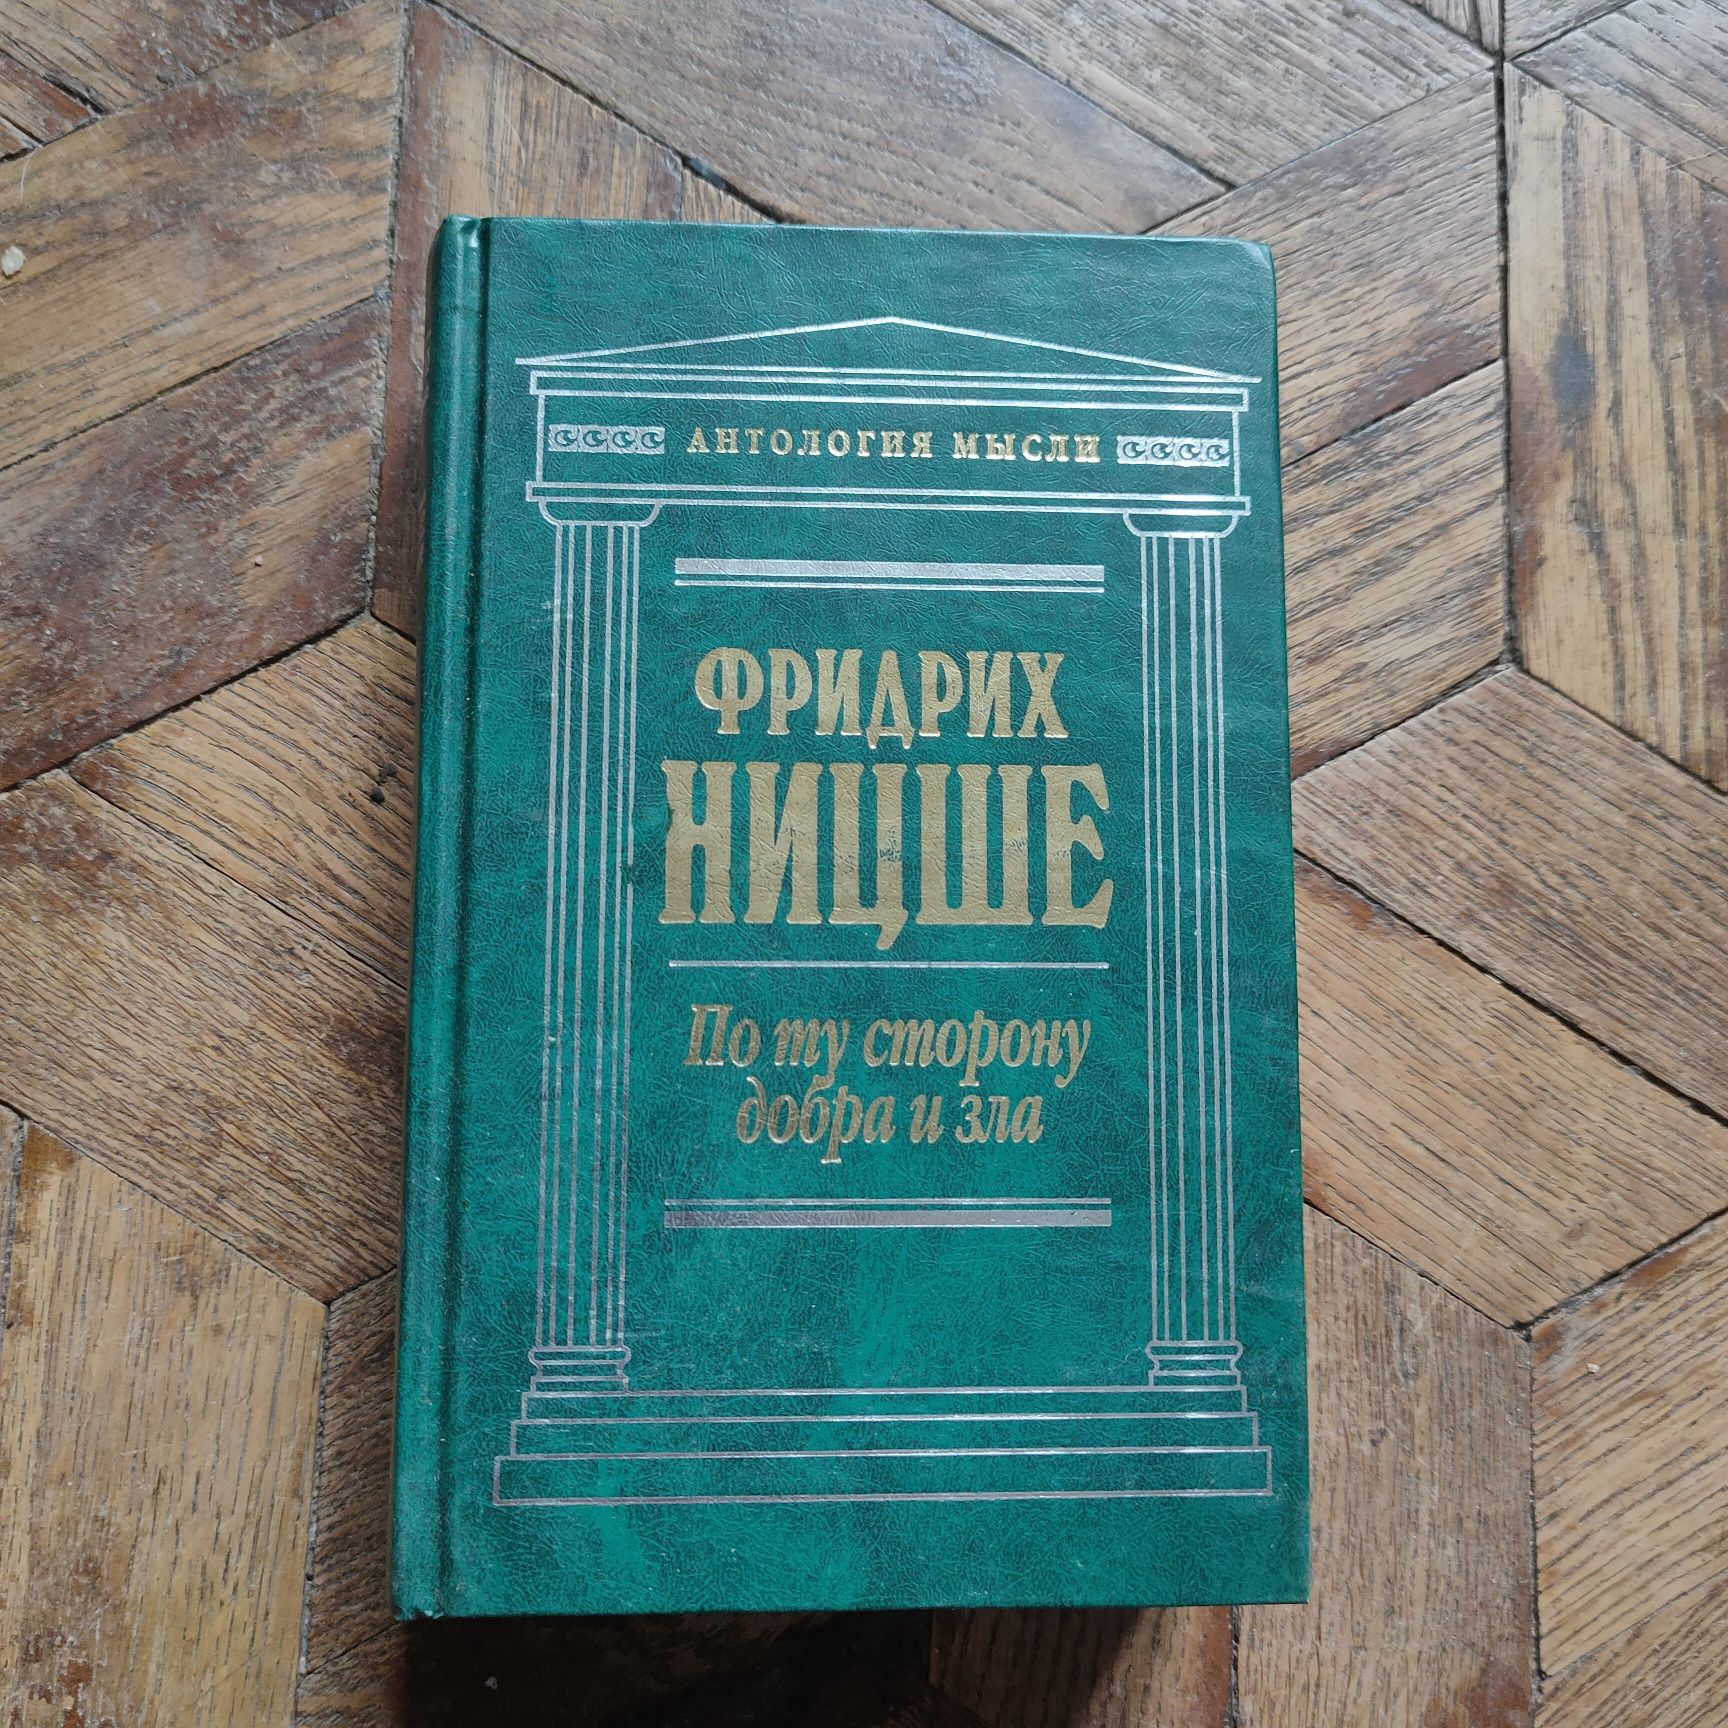 АНТОЛОГИЯ МЫСЛИ
ФРИДРИХ
НИЦШЕ
По ту сторону
добра и зла